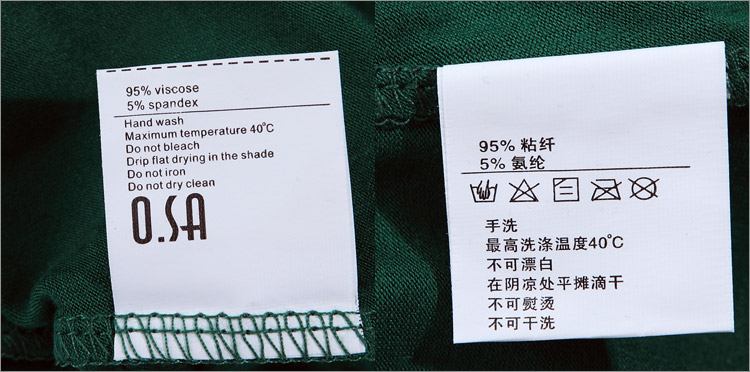 95% viscose
5% spandex
Hand wash
Maximum temperature 40°C
Do not bleach
Drip flat drying in the shade
Do not iron
Do not dry clean
O.SA
95% 粘纤
5% 氨纶
手洗
最高洗涤温度40°C
不可漂白
在阴凉处平摊滴干
不可熨烫
不可干洗